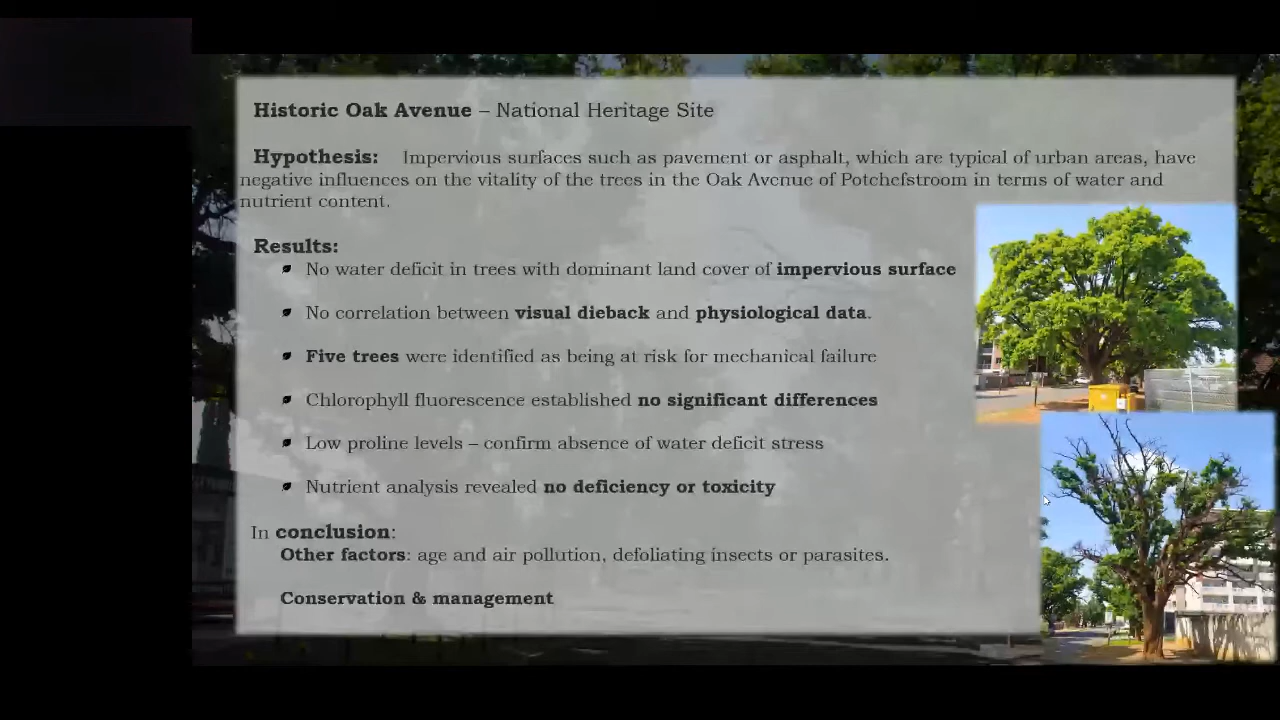 Historic Oak Avenue – National Heritage Site
Hypothesis: Impervious surfaces such as pavement or asphalt, which are typical of urban areas, have
negative influences on the vitality of the trees in the Oak Avenue of Potchefstroom in terms of water and
nutrient content.
Results:
No water deficit in trees with dominant land cover of impervious surface
No correlation between visual dieback and physiological data.
Five trees were identified as being at risk for mechanical failure
Chlorophyll fluorescence established no significant differences
Low proline levels – confirm absence of water deficit stress
Nutrient analysis revealed no deficiency or toxicity
In conclusion:
Other factors: age and air pollution, defoliating insects or parasites.
Conservation & management